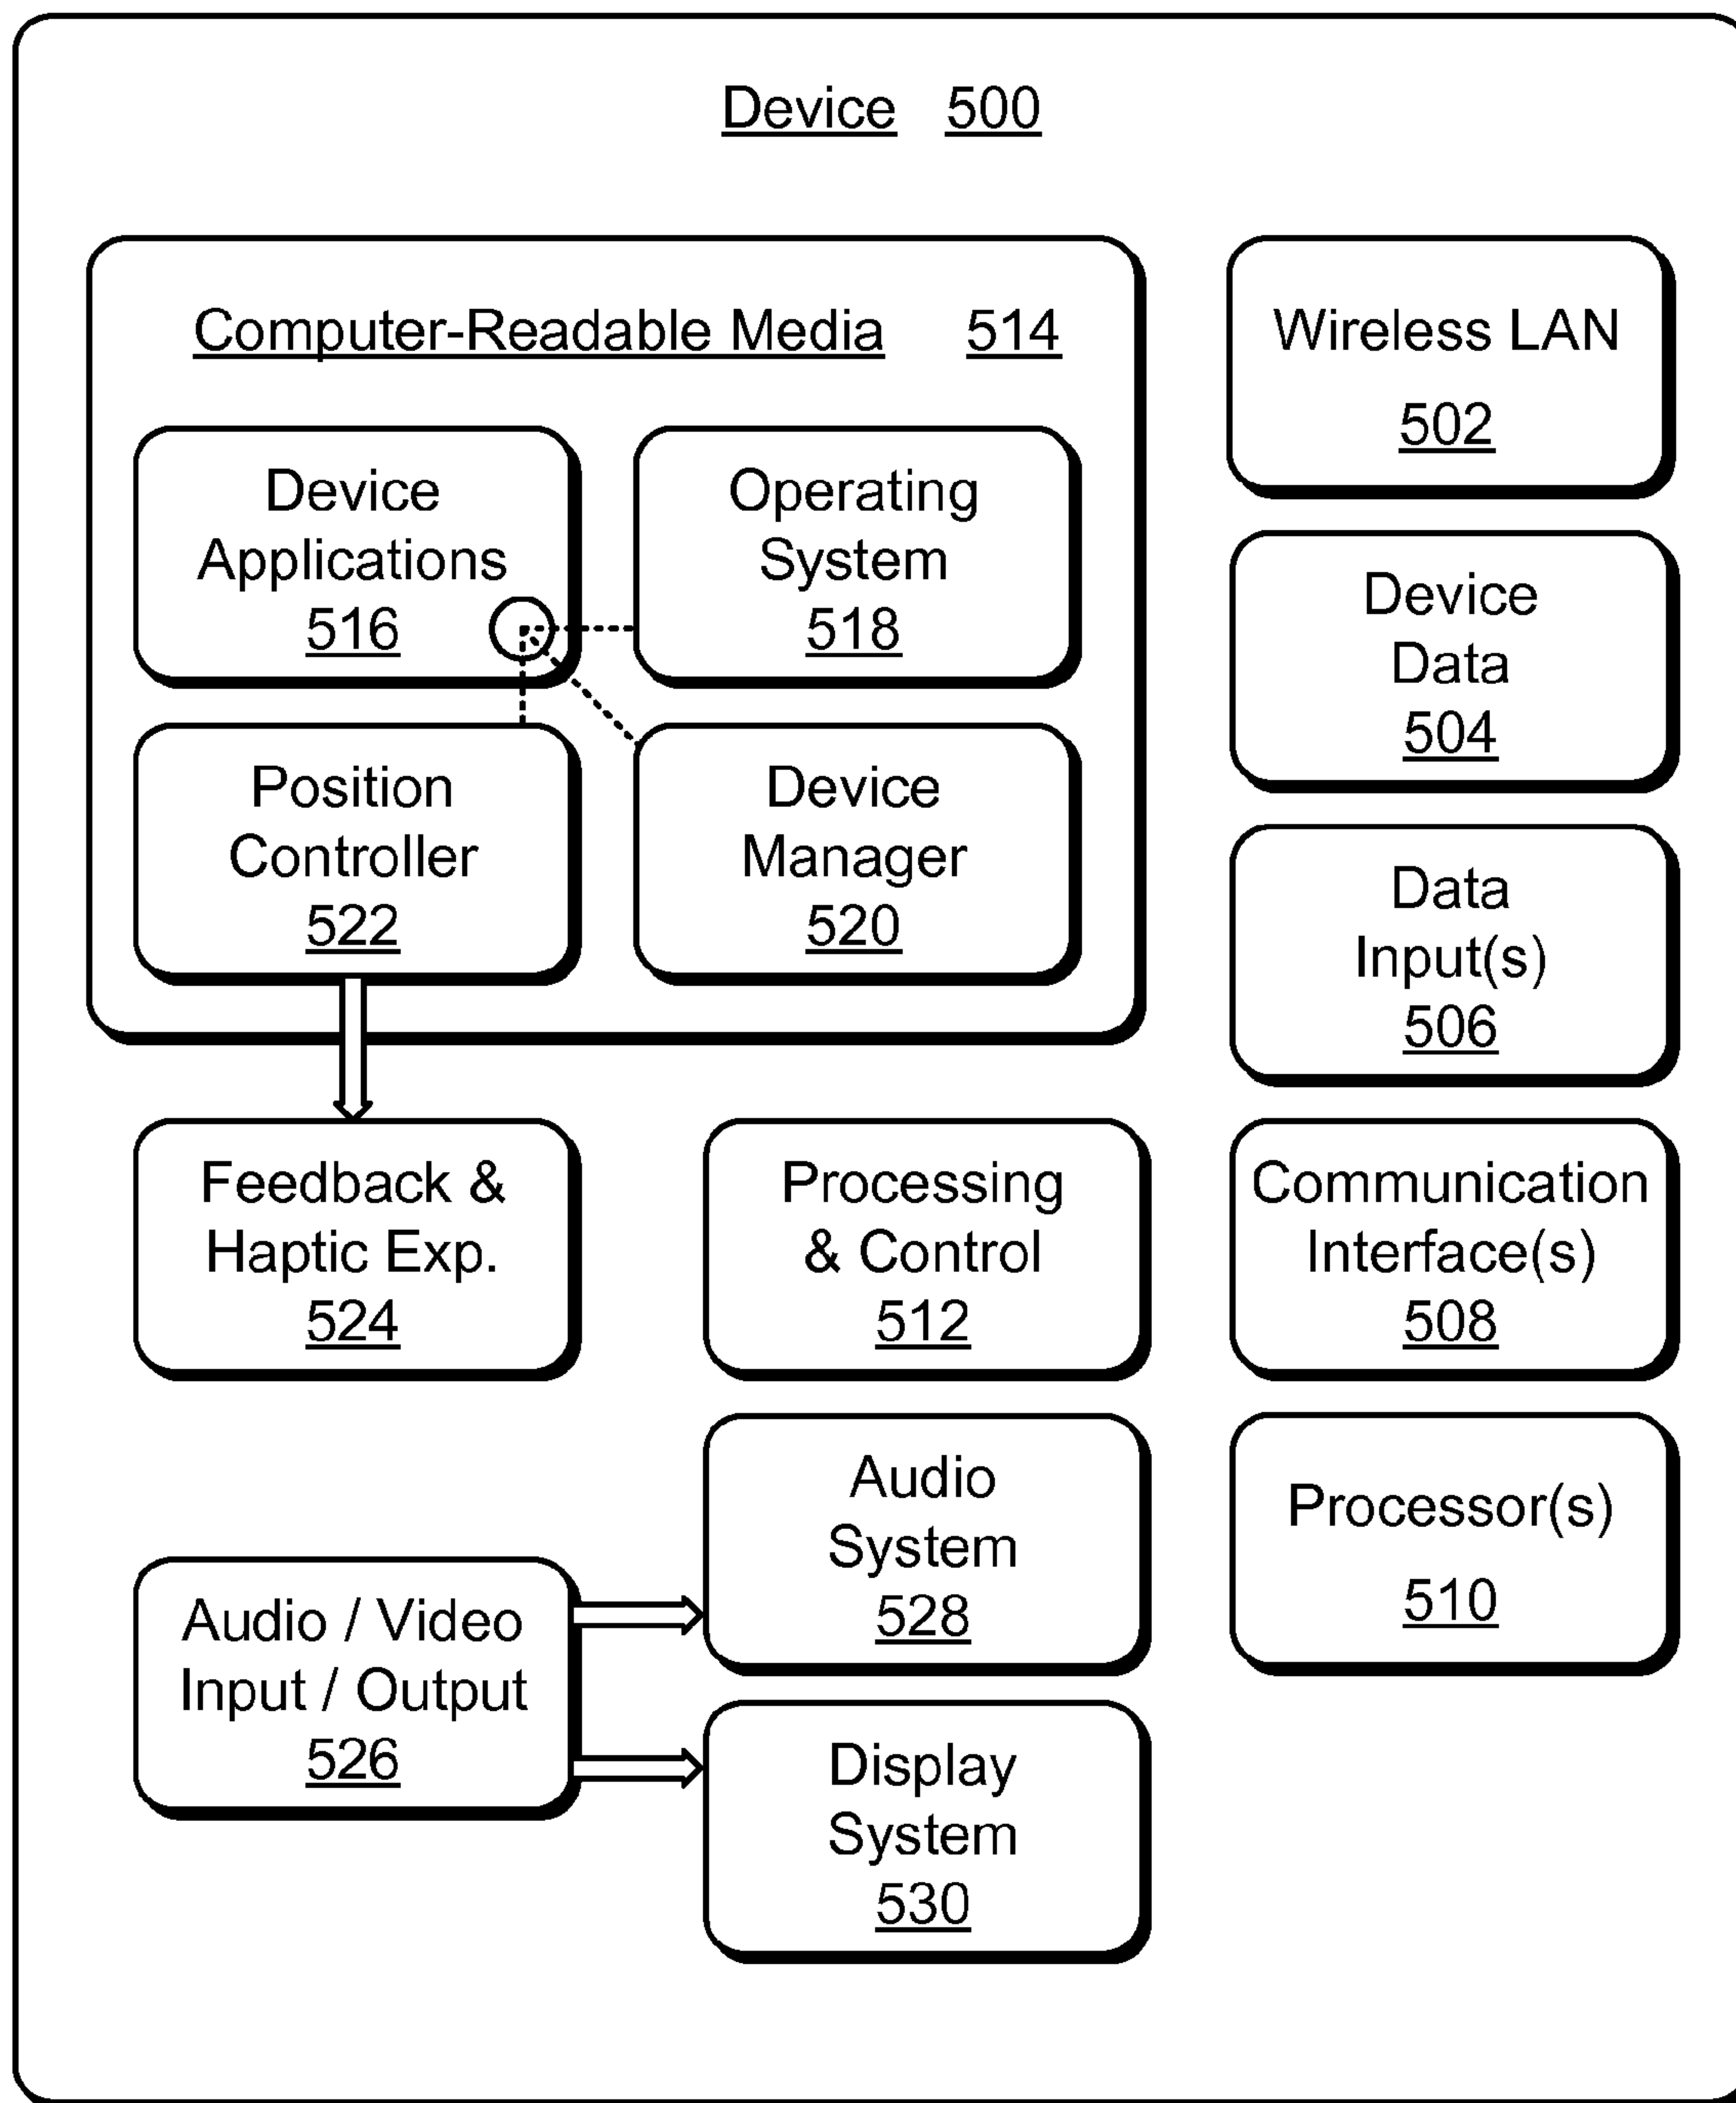 Device 500
Computer-Readable Media 514
Device
Applications
516
Operating
System
518
Position
Controller
522
Device
Manager
520
Wireless LAN
502
Device
Data
504
Data
Input(s)
506
Feedback &
Haptic Exp.
524
Processing
& Control
512
Communication
Interface(s)
508
Audio
System
528
Processor(s)
510
Audio / Video
Input / Output
526
Display
System
530